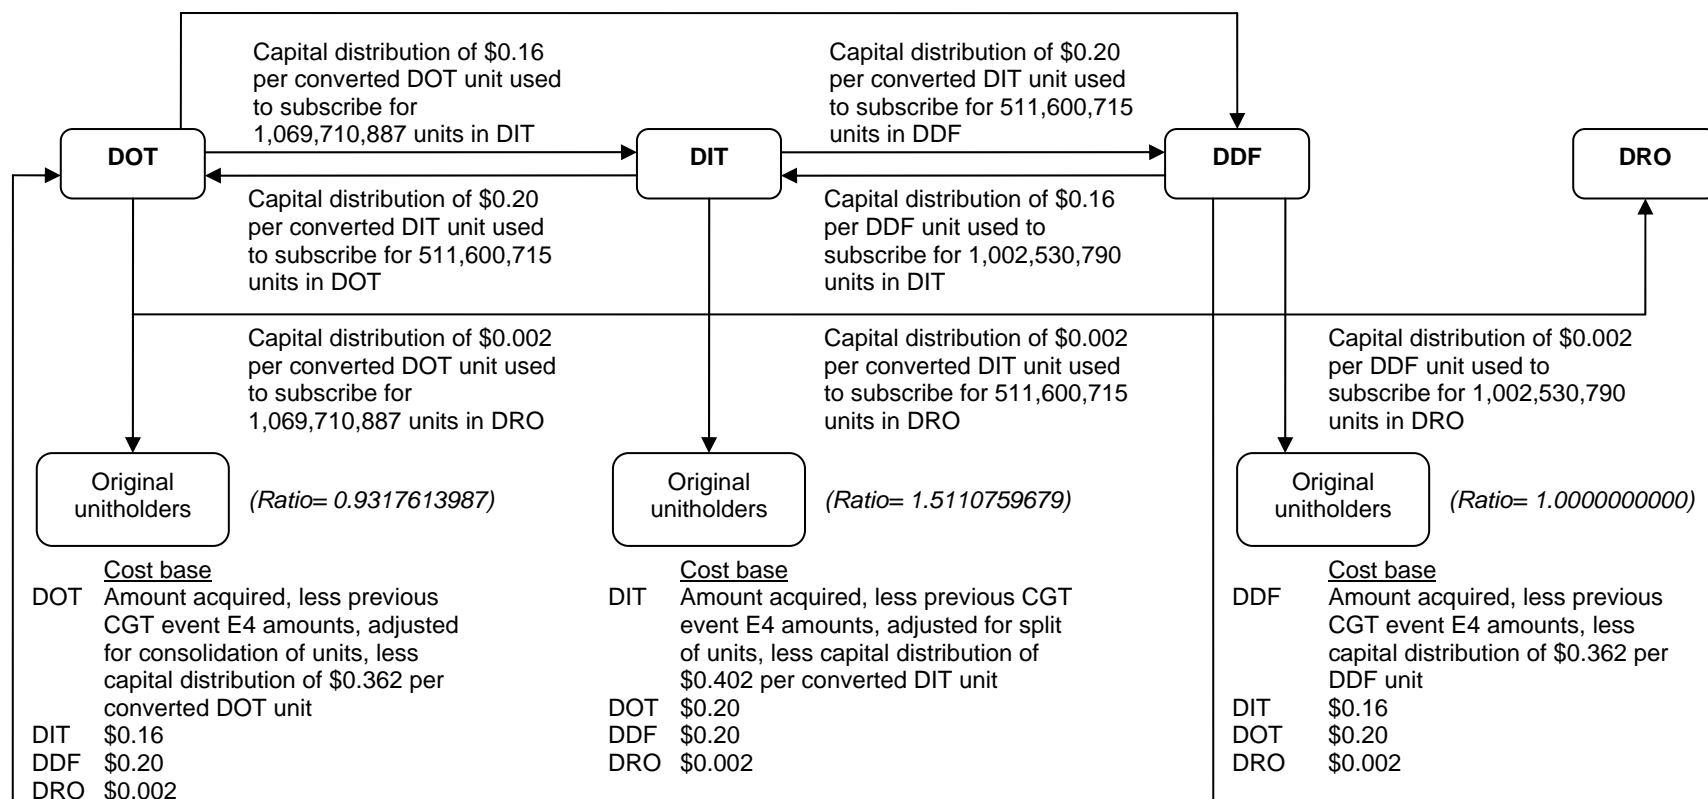 Capital distribution of $0.16
per converted DOT unit used
to subscribe for
1,069,710,887 units in DIT
Capital distribution of $0.20
per converted DIT unit used
to subscribe for 511,600,715
units in DDF
DOT
DIT
DDF
DRO
Capital distribution of $0.20
per converted DIT unit used
to subscribe for 511,600,715
units in DOT
Capital distribution of $0.16
per DDF unit used to
subscribe for 1,002,530,790
units in DIT
Capital distribution of $0.002
per converted DOT unit used
to subscribe for
1,069,710,887 units in DRO
Capital distribution of $0.002
per converted DIT unit used
to subscribe for 511,600,715
units in DRO
Capital distribution of $0.002
per DDF unit used to
subscribe for 1,002,530,790
units in DRO
Original
unitholders
(Ratio= 0.9317613987)
Original
unitholders
(Ratio= 1.5110759679)
Original
unitholders
(Ratio= 1.0000000000)
Cost base
DOT Amount acquired, less previous
CGT event E4 amounts, adjusted
for consolidation of units, less
capital distribution of $0.362 per
converted DOT unit
DIT $0.16
DDF $0.20
DRO $0.002
Cost base
DIT Amount acquired, less previous CGT
event E4 amounts, adjusted for split
of units, less capital distribution of
$0.402 per converted DIT unit
DOT $0.20
DDF $0.20
DRO $0.002
Cost base
DDF Amount acquired, less previous
CGT event E4 amounts, less
capital distribution of $0.362 per
DDF unit
DIT $0.16
DOT $0.20
DRO $0.002